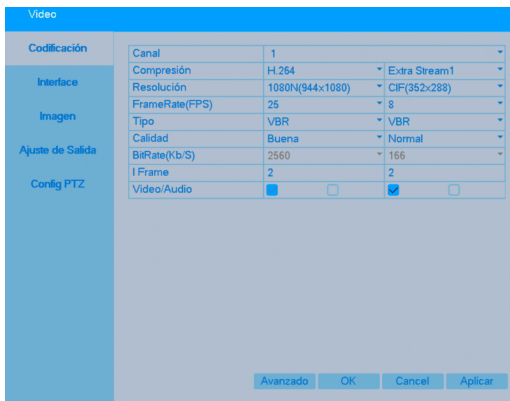 Video
Codificación
Interface
Imagen
Ajuste de Salida
Config PTZ
Canal 1
Compresión H.264 Extra Stream1
Resolución 1080N(944x1080) CIF(352x288)
FrameRate(FPS) 25 8
Tipo VBR VBR
Calidad Buena Normal
BitRate(Kb/S) 2560 166
I Frame 2 2
Video/Audio
Avanzado OK Cancel Aplicar